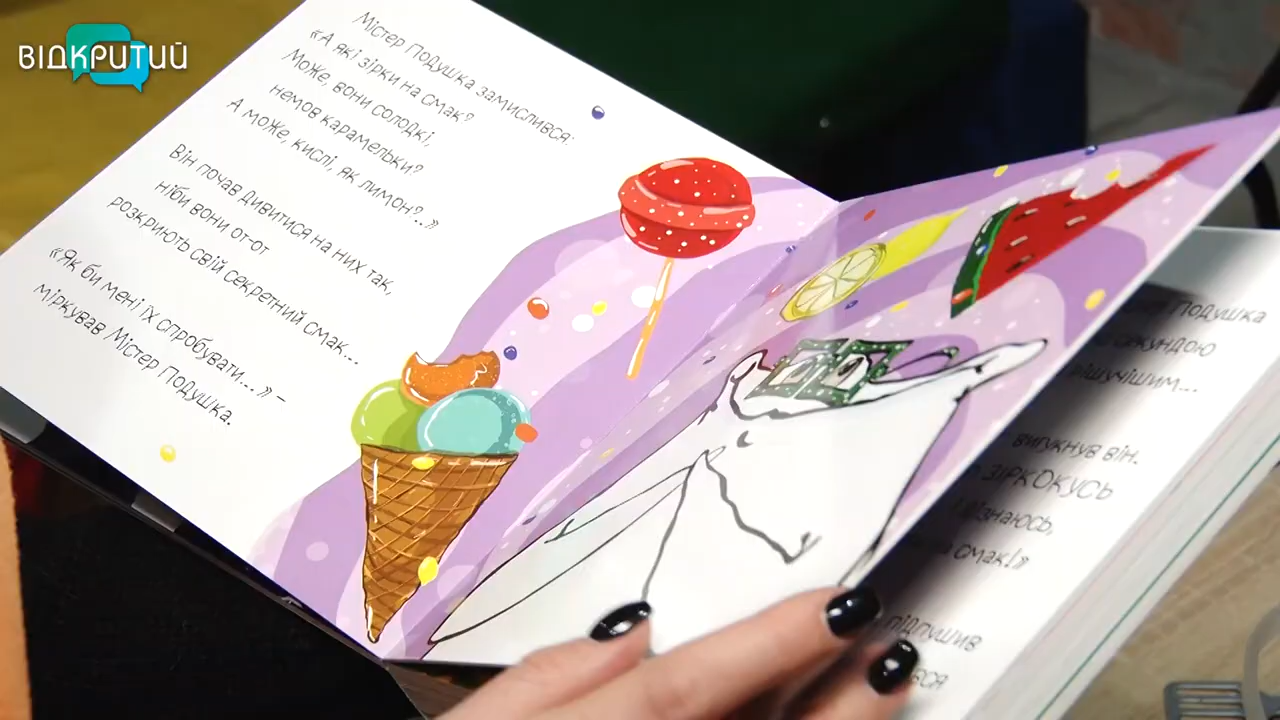 ВІДКРИТИЙ
Містер Подушка замислився:
«А які зірки на смак?
Може, вони солодкі,
немов карамельки?
А може, кислі, як лимон?..»
Він почав дивитися на них так,
ніби вони от-от
розкриють свій секретний смак...
«Як би мені їх спробувати...» –
міркував Містер Подушка.
Подушка
секундою
рішучішим...
вигукнув він.
ЗІРКОКУСЬ
дізнаюсь,
смак!»
підпушив